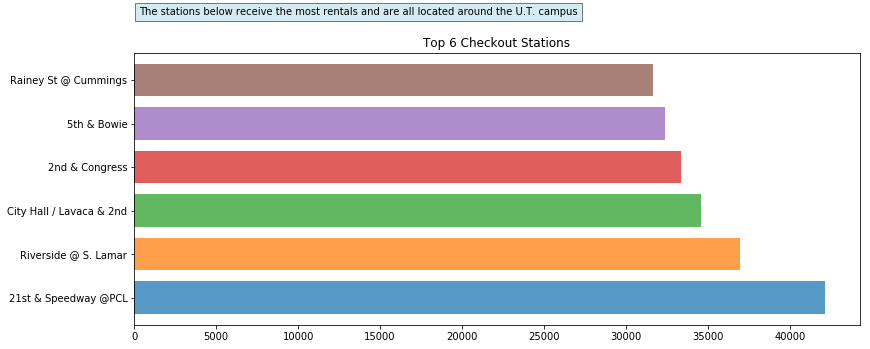 The stations below receive the most rentals and are all located around the U.T. campus
Top 6 Checkout Stations
Rainey St @ Cummings
5th & Bowie
2nd & Congress
City Hall / Lavaca & 2nd
Riverside @ S. Lamar
21st & Speedway @PCL
0 5000 10000 15000 20000 25000 30000 35000 40000